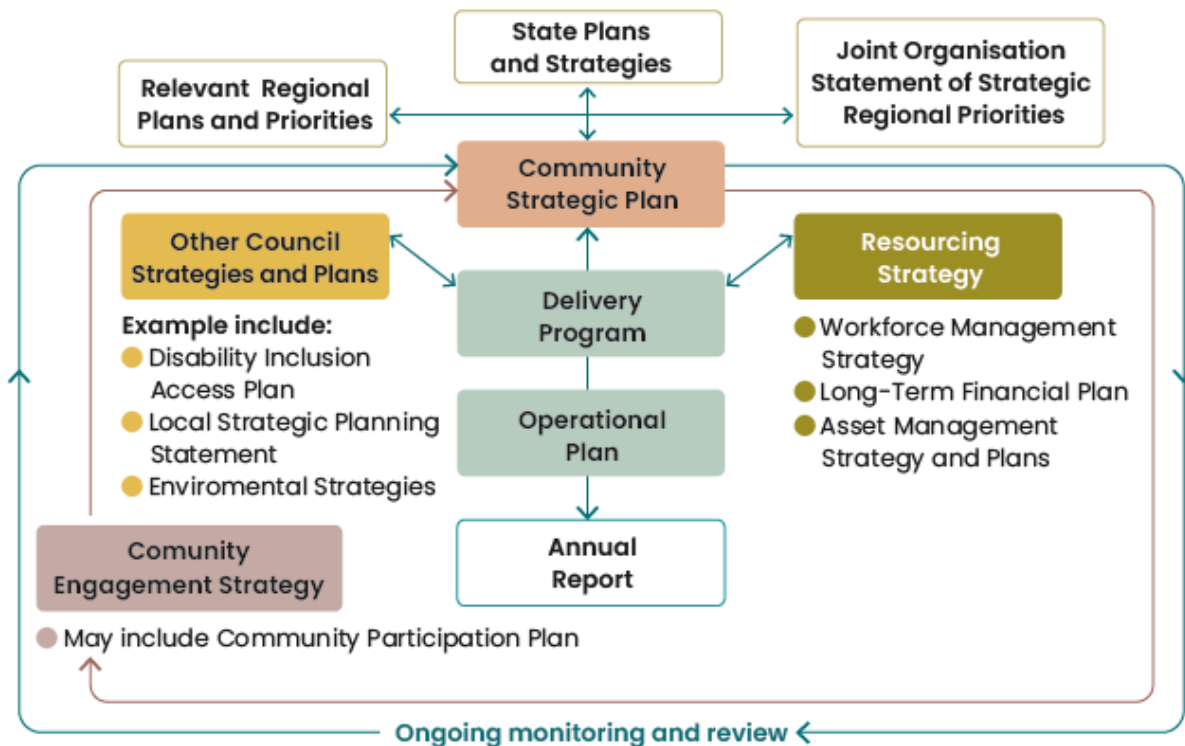 State Plans
and Strategies
Relevant Regional
Plans and Priorities
Joint Organisation
Statement of Strategic
Regional Priorities
Community
Strategic Plan
Other Council
Strategies and Plans
Example include:
Disability Inclusion
Access Plan
Local Strategic Planning
Statement
Enviromental Strategies
Delivery
Program
Operational
Plan
Annual
Report
Resourcing
Strategy
Workforce Management
Strategy
Long-Term Financial Plan
Asset Management
Strategy and Plans
Comunity
Engagement Strategy
May include Community Participation Plan
Ongoing monitoring and review